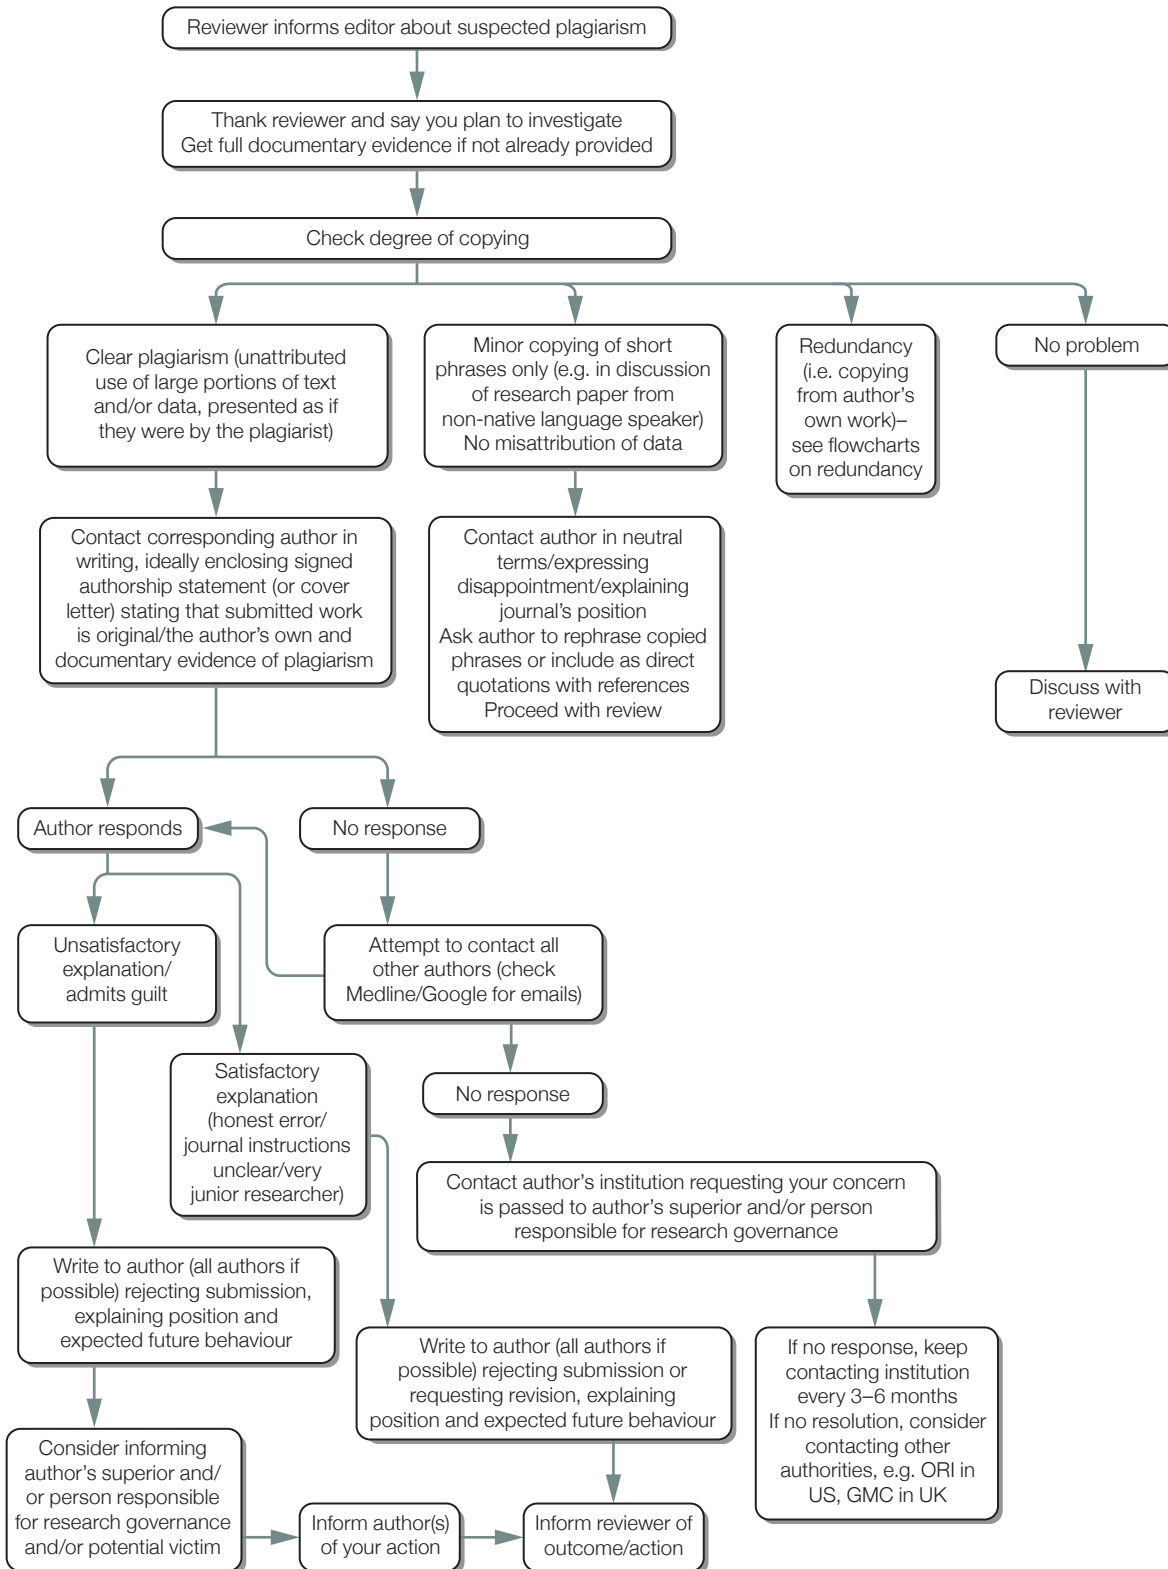 Reviewer informs editor about suspected plagiarism
Thank reviewer and say you plan to investigate
Get full documentary evidence if not already provided
Check degree of copying
Clear plagiarism (unattributed
use of large portions of text
and/or data, presented as if
they were by the plagiarist)
Minor copying of short
phrases only (e.g. in discussion
of research paper from
non-native language speaker)
No misattribution of data
Redundancy
(i.e. copying
from author's
own work)–
see flowcharts
on redundancy
No problem
Contact corresponding author in
writing, ideally enclosing signed
authorship statement (or cover
letter) stating that submitted work
is original/the author's own and
documentary evidence of plagiarism
Contact author in neutral
terms/expressing
disappointment/explaining
journal's position
Ask author to rephrase copied
phrases or include as direct
quotations with references
Proceed with review
Discuss with
reviewer
Author responds
No response
Unsatisfactory
explanation/
admits guilt
Attempt to contact all
other authors (check
Medline/Google for emails)
Satisfactory
explanation
(honest error/
journal instructions
unclear/very
junior researcher)
No response
Contact author's institution requesting your concern
is passed to author's superior and/or person
responsible for research governance
Write to author (all authors if
possible) rejecting submission,
explaining position and
expected future behaviour
Write to author (all authors if
possible) rejecting submission or
requesting revision, explaining
position and expected future behaviour
If no response, keep
contacting institution
every 3–6 months
If no resolution, consider
contacting other
authorities, e.g. ORI in
US, GMC in UK
Consider informing
author's superior and/
or person responsible
for research governance
and/or potential victim
Inform author(s)
of your action
Inform reviewer of
outcome/action